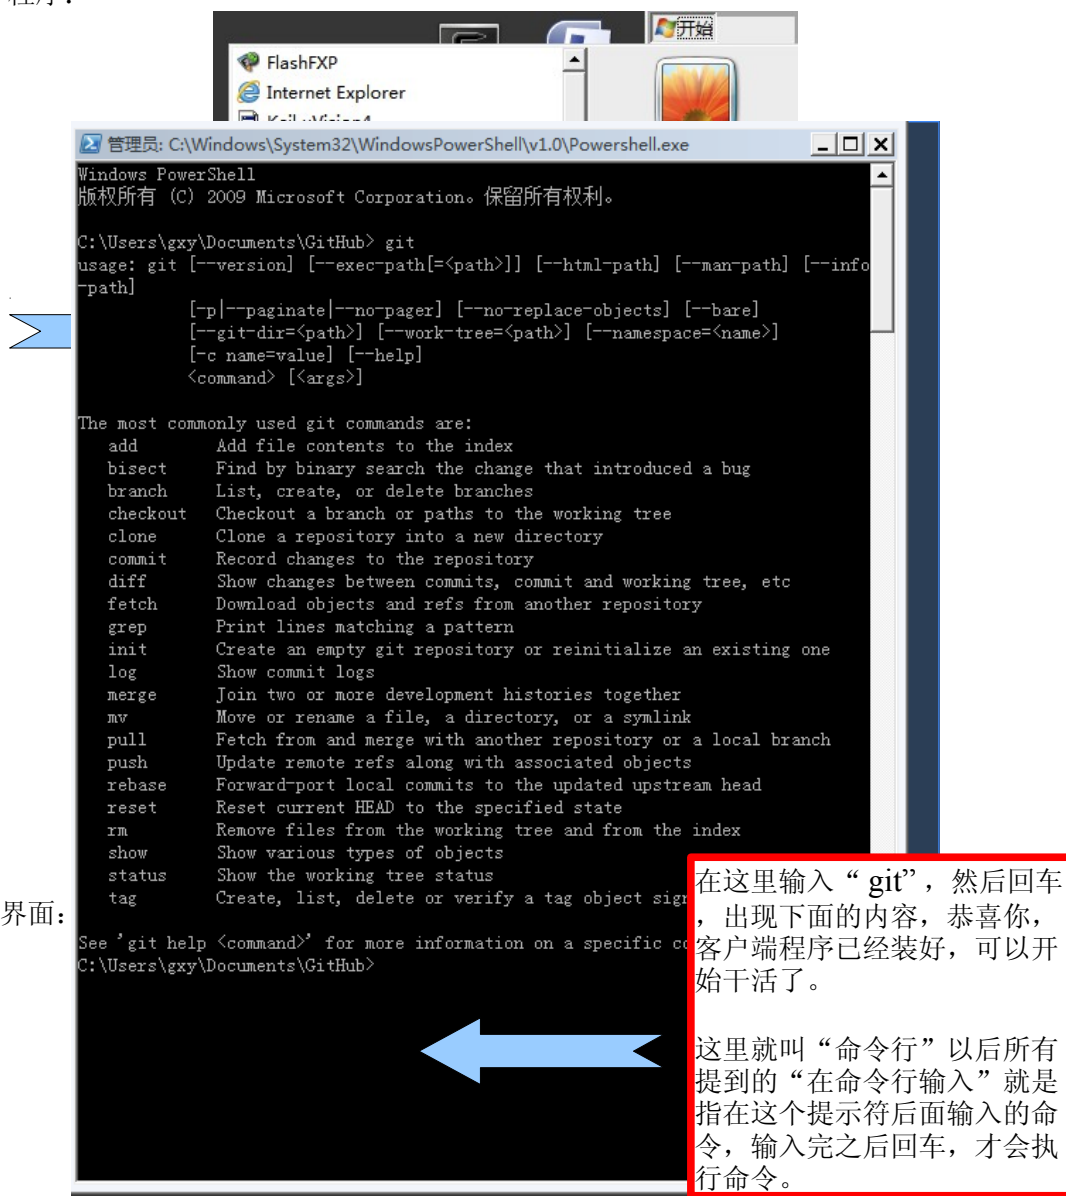 程序：
开始
FlashFXP
Internet Explorer
Keil uVision4
管理员: C:\Windows\System32\WindowsPowerShell\v1.0\Powershell.exe
Windows PowerShell
版权所有 (C) 2009 Microsoft Corporation。保留所有权利。
C:\Users\gxy\Documents\GitHub> git
usage: git [--version] [--exec-path[=<path>]] [--html-path] [--man-path] [--info
-path]
[-p|--paginate|--no-pager] [--no-replace-objects] [--bare]
[--git-dir=<path>] [--work-tree=<path>] [--namespace=<name>]
[-c name=value] [--help]
<command> [<args>]
The most commonly used git commands are:
add Add file contents to the index
bisect Find by binary search the change that introduced a bug
branch List, create, or delete branches
checkout Checkout a branch or paths to the working tree
clone Clone a repository into a new directory
commit Record changes to the repository
diff Show changes between commits, commit and working tree, etc
fetch Download objects and refs from another repository
grep Print lines matching a pattern
init Create an empty git repository or reinitialize an existing one
log Show commit logs
merge Join two or more development histories together
mv Move or rename a file, a directory, or a symlink
pull Fetch from and merge with another repository or a local branch
push Update remote refs along with associated objects
rebase Forward-port local commits to the updated upstream head
reset Reset current HEAD to the specified state
rm Remove files from the working tree and from the index
show Show various types of objects
status Show the working tree status
tag Create, list, delete or verify a tag object sig
界面：
See 'git help <command>' for more information on a specific co
C:\Users\gxy\Documents\GitHub>
在这里输入“ git”，然后回车
，出现下面的内容，恭喜你，
客户端程序已经装好，可以开
始干活了。
这里就叫“命令行”以后所有
提到的“在命令行输入”就是
指在这个提示符后面输入的命
令，输入完之后回车，才会执
行命令。